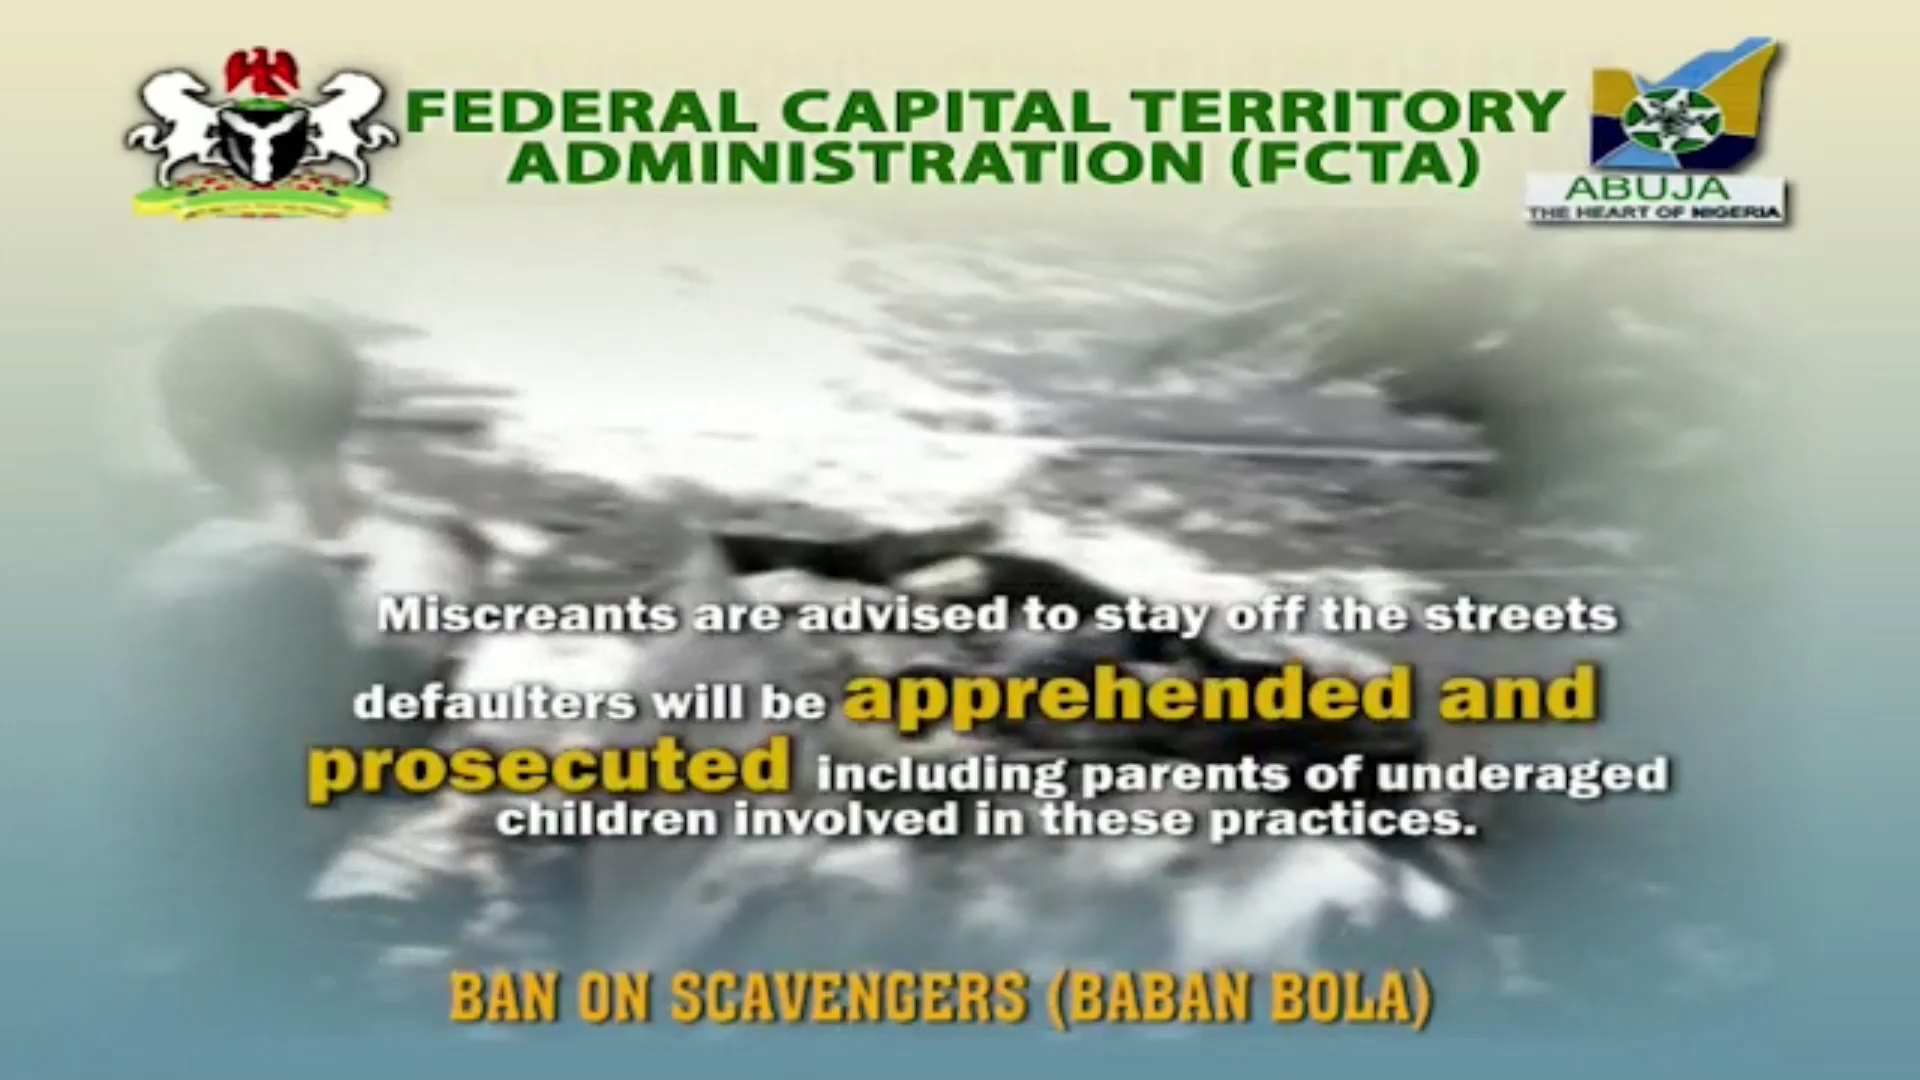 FEDERAL CAPITAL TERRITORY
ADMINISTRATION (FCTA)
ABUJA
THE HEART OF NIGERIA
Miscreants are advised to stay off the streets
defaulters will be apprehended and
prosecuted including parents of underaged
children involved in these practices.
BAN ON SCAVENGERS (BABAN BOLA)